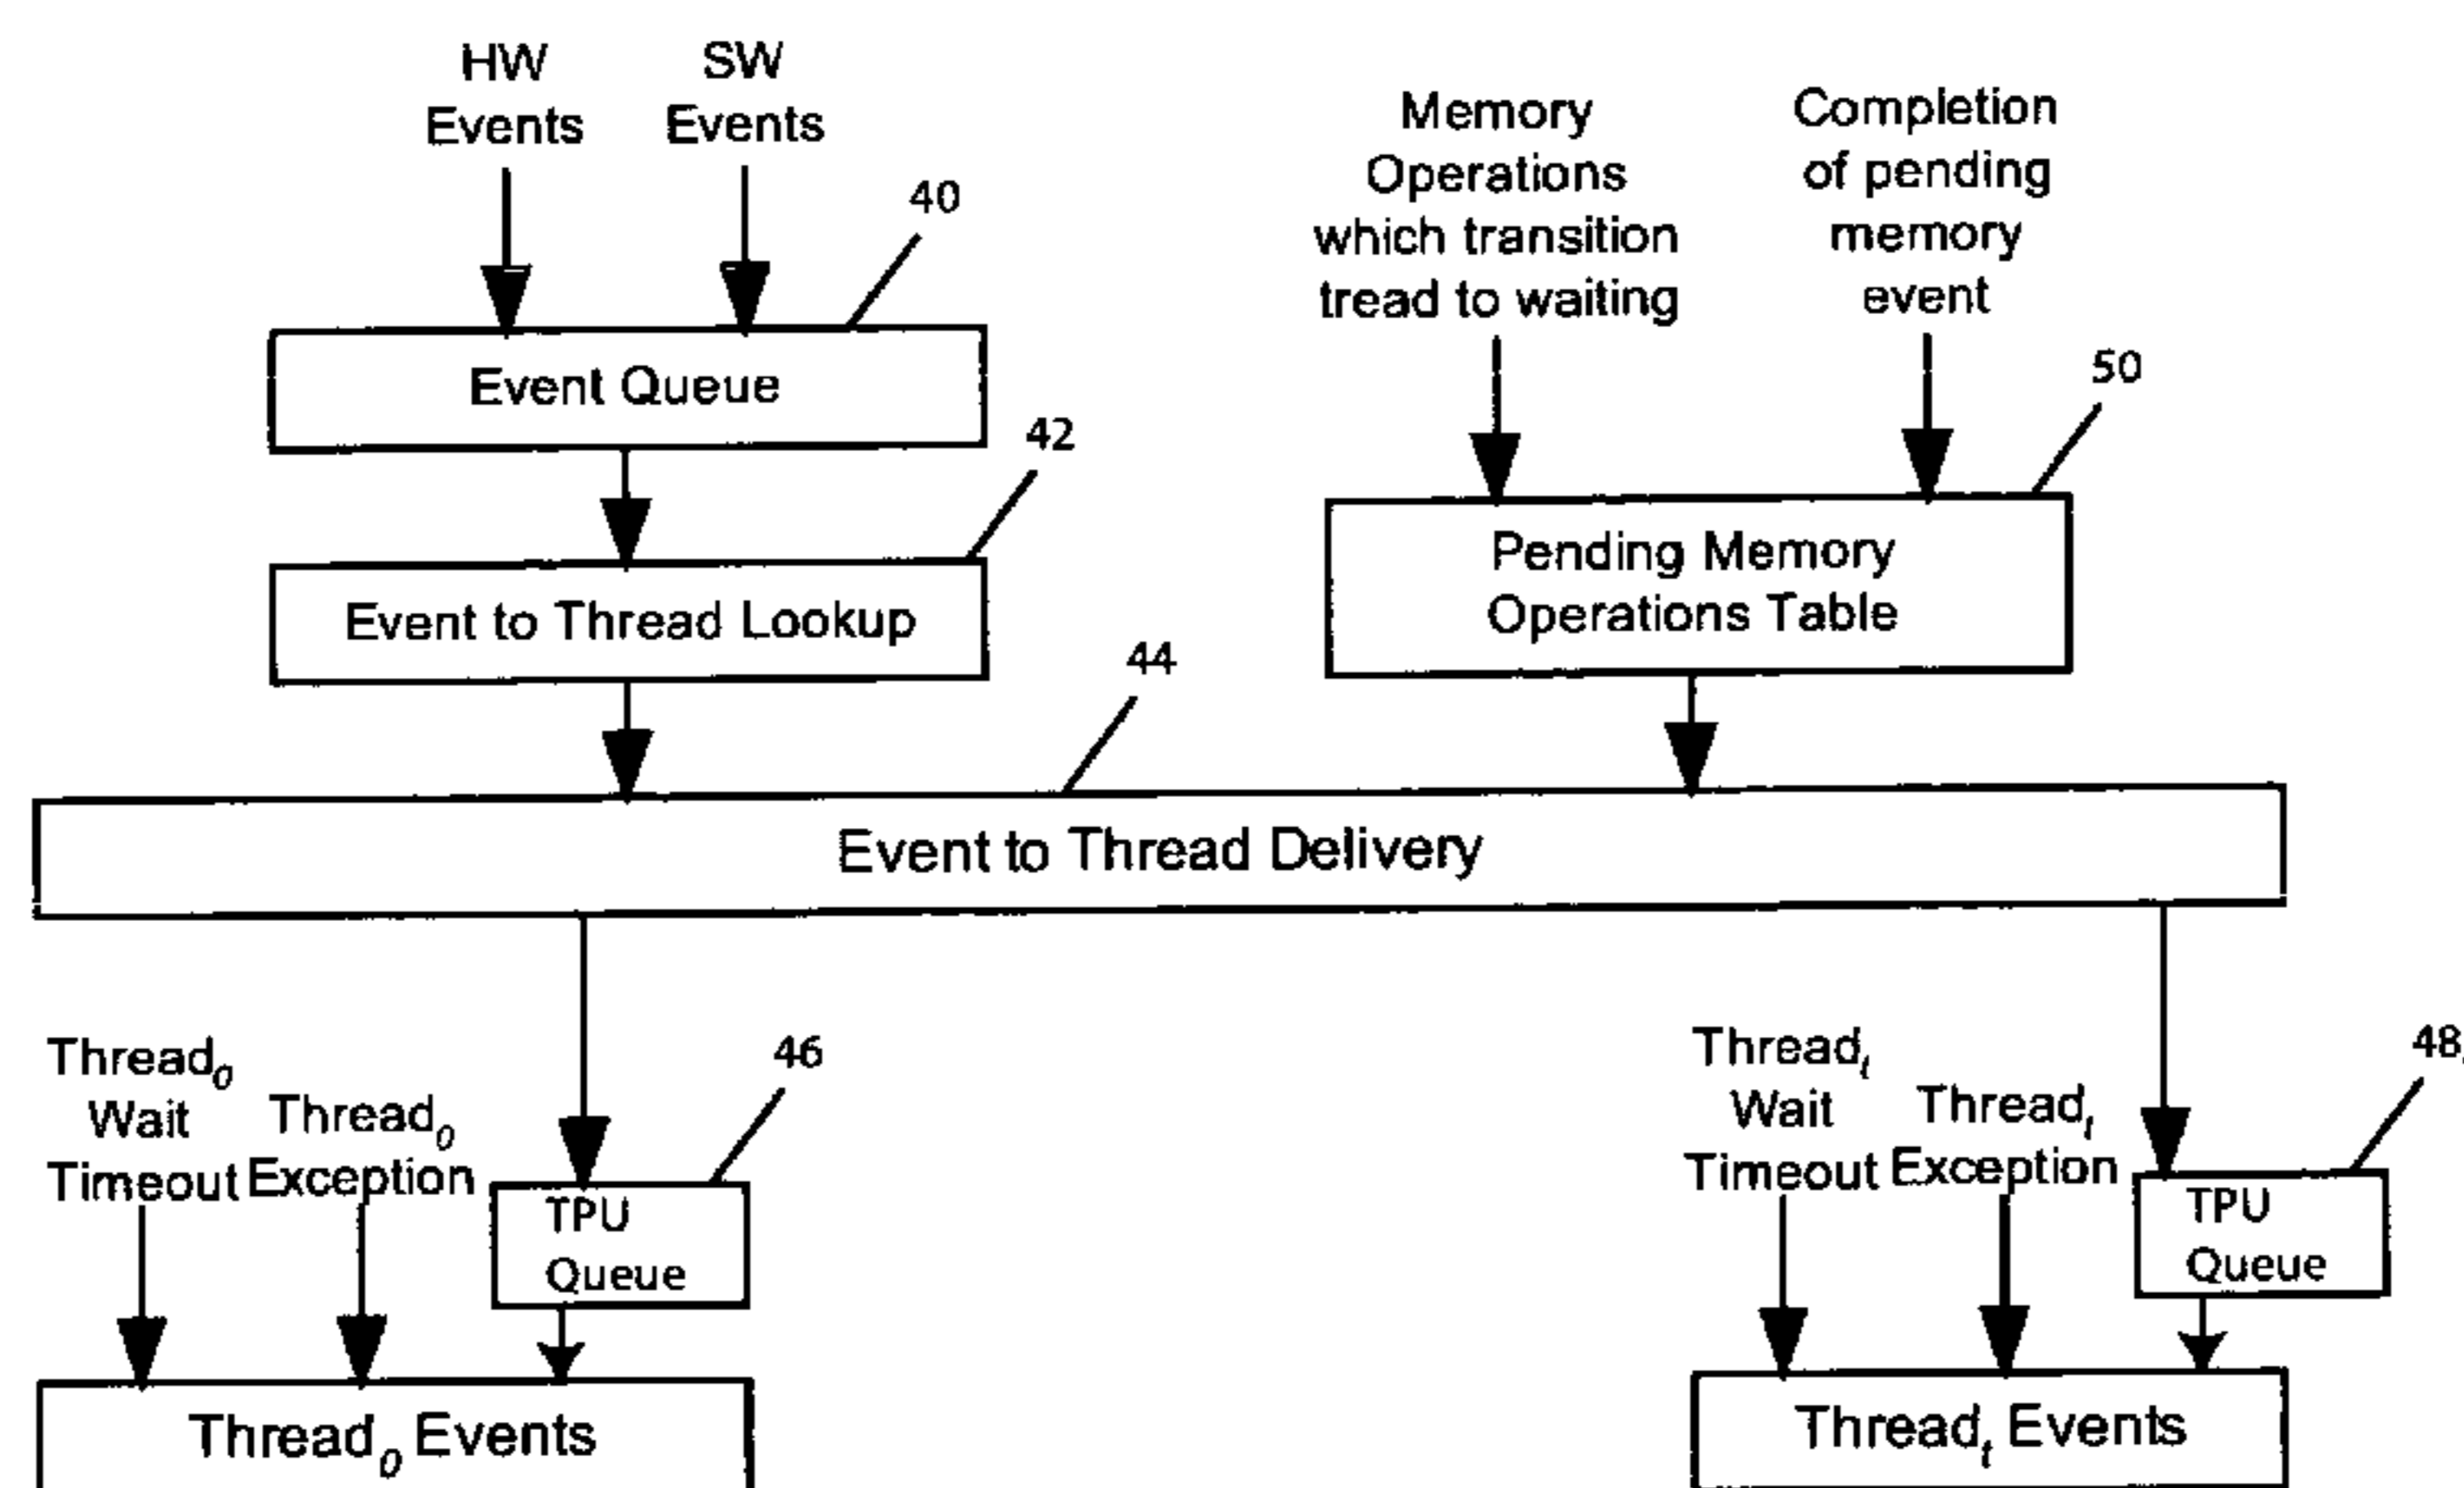 HW
Events
SW
Events
40
Memory
Operations
which transition
tread to waiting
Completion
of pending
memory
event
50
Event Queue
42
Event to Thread Lookup
Pending Memory
Operations Table
44
Event to Thread Delivery
Thread0
Wait
Timeout
Thread0
Exception
46
TPU
Queue
Threadt
Wait
Timeout
Threadt
Exception
48
TPU
Queue
Thread0 Events
Threadt Events